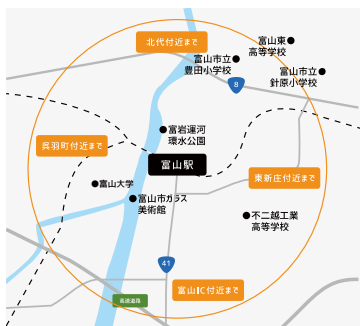 北代付近まで
富山東
高等学校
富山市立
豊田小学校
富山市立
針原小学校
8
富岩運河
環水公園
呉羽町付近まで
富山駅
東新庄付近まで
富山大学
富山市ガラス
美術館
不二越工業
高等学校
41
富山IC付近まで
高速道路